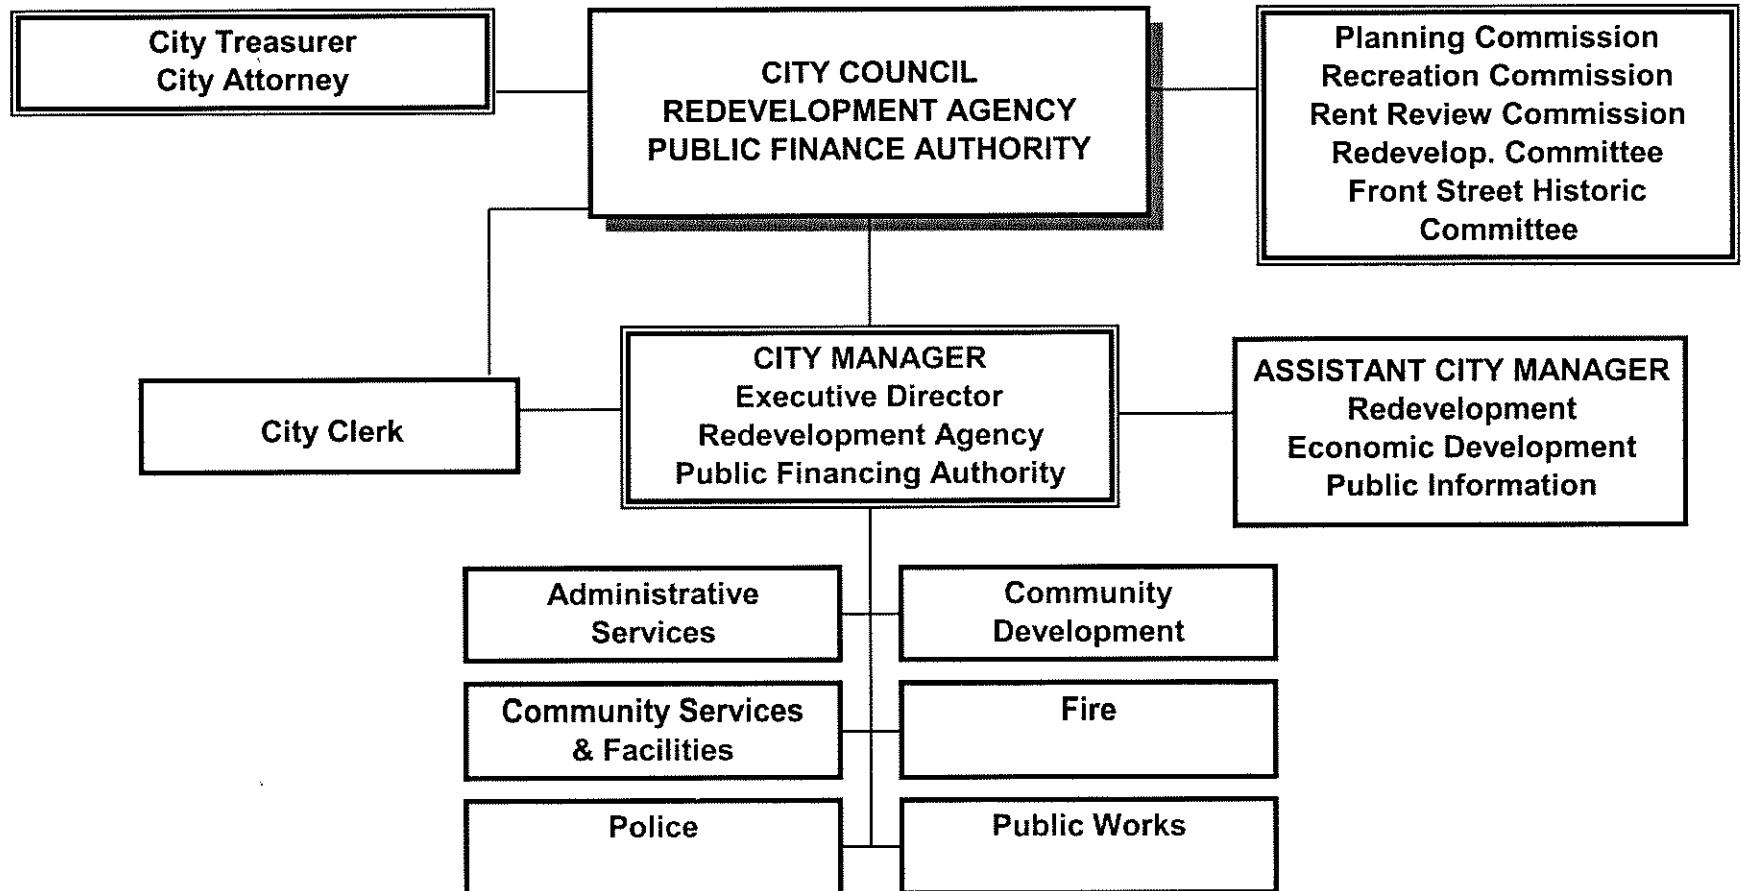 City Treasurer
City Attorney
CITY COUNCIL
REDEVELOPMENT AGENCY
PUBLIC FINANCE AUTHORITY
Planning Commission
Recreation Commission
Rent Review Commission
Redevelop. Committee
Front Street Historic
Committee
City Clerk
CITY MANAGER
Executive Director
Redevelopment Agency
Public Financing Authority
ASSISTANT CITY MANAGER
Redevelopment
Economic Development
Public Information
Administrative
Services
Community
Development
Community Services
& Facilities
Fire
Police
Public Works